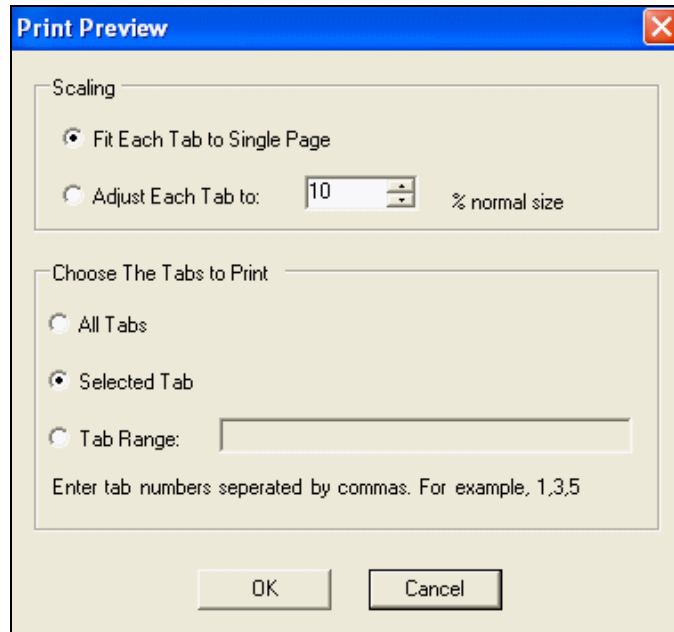 Print Preview
Scaling
Fit Each Tab to Single Page
Adjust Each Tab to: 10 % normal size
Choose The Tabs to Print
All Tabs
Selected Tab
Tab Range:
Enter tab numbers seperated by commas. For example, 1,3,5
OK Cancel